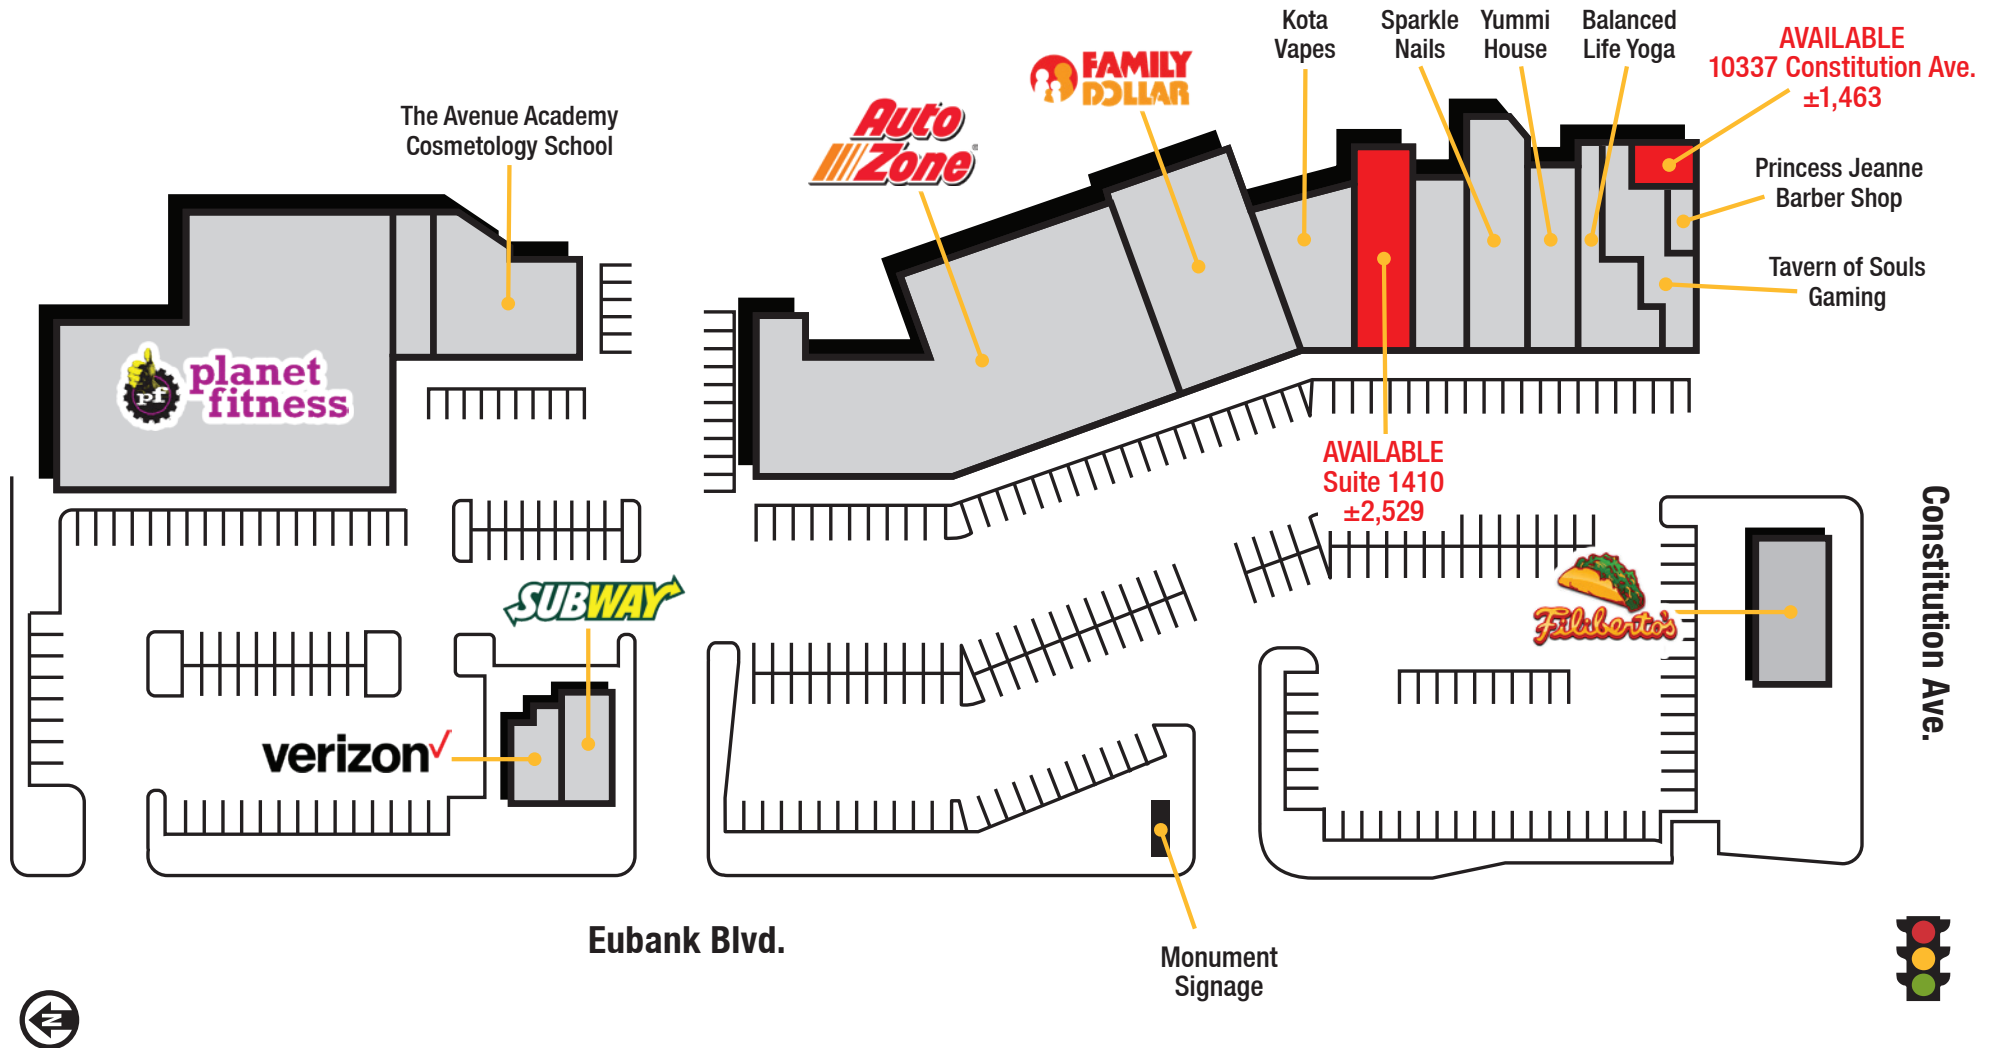 Kota
Vapes
Sparkle
Nails
Yummi
House
Balanced
Life Yoga
AVAILABLE
10337 Constitution Ave.
±1,463
FAMILY
DOLLAR
The Avenue Academy
Cosmetology School
Auto
Zone
Princess Jeanne
Barber Shop
Tavern of Souls
Gaming
pf
planet
fitness
AVAILABLE
Suite 1410
±2,529
Constitution Ave.
SUBWAY
Filiberto's
verizon
Eubank Blvd.
Monument
Signage
N